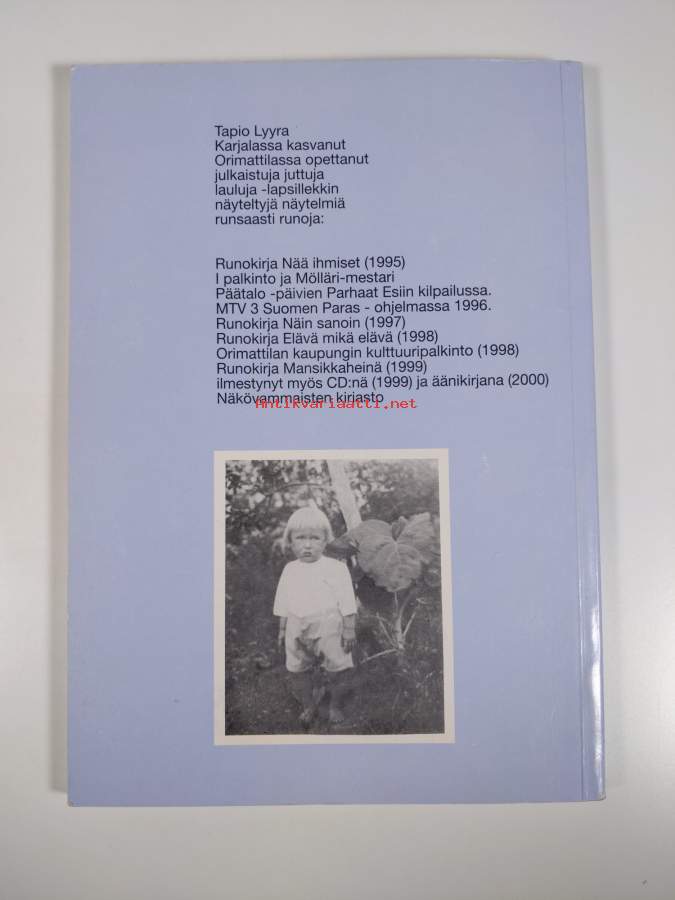 Tapio Lyyra
Karjalassa kasvanut
Orimattilassa opettanut
julkaistuja juttuja
lauluja -lapsillekkin
näyteltyjä näytelmiä
runsaasti runoja:
Runokirja Nää ihmiset (1995)
I palkinto ja Mölläri-mestari
Päätalo -päivien Parhaat Esiin kilpailussa.
MTV 3 Suomen Paras - ohjelmassa 1996.
Runokirja Näin sanoin (1997)
Runokirja Elävä mikä elävä (1998)
Orimattilan kaupungin kulttuuripalkinto (1998)
Runokirja Mansikkaheinä (1999)
ilmestynyt myös CD:nä (1999) ja äänikirjana (2000)
Näkövammaisten kirjasto
Antikvariaatti.net